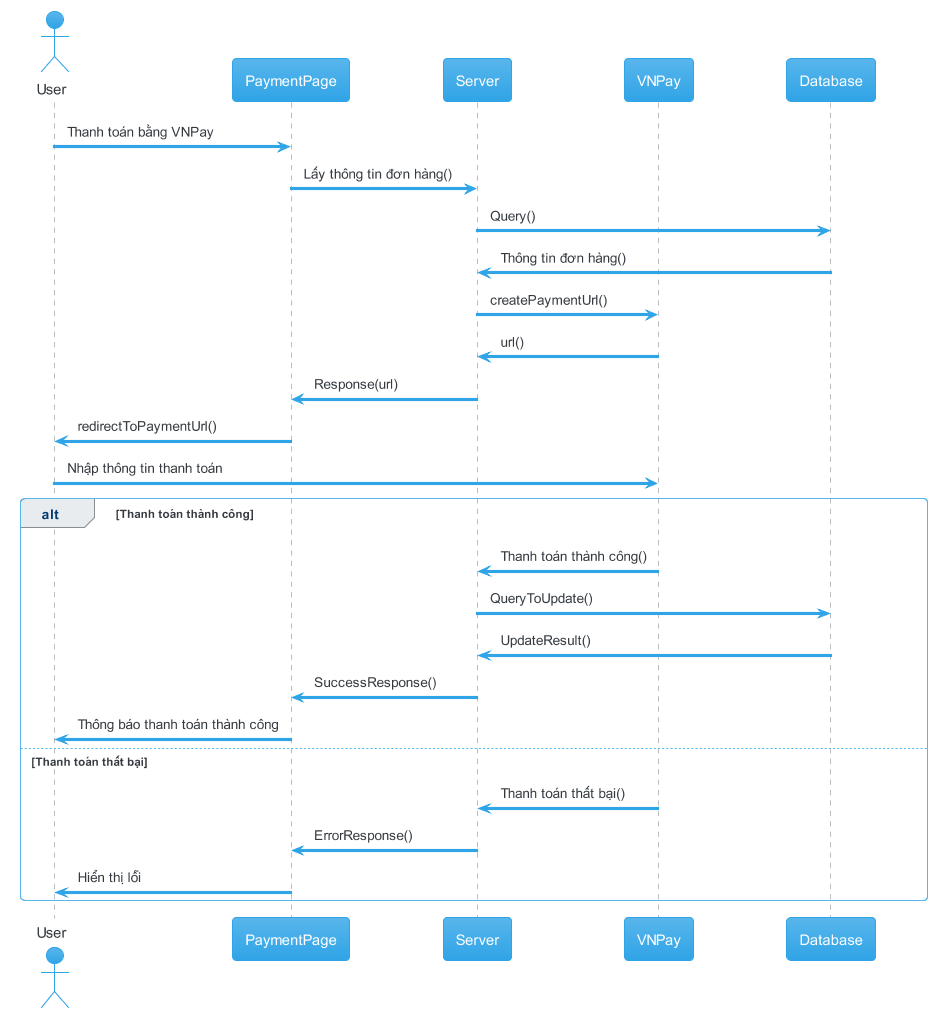 User
PaymentPage
Server
VNPay
Database
Thanh toán bằng VNPay
Lấy thông tin đơn hàng()
Query()
Thông tin đơn hàng()
createPaymentUrl()
url()
Response(url)
redirectToPaymentUrl()
Nhập thông tin thanh toán
alt [Thanh toán thành công]
Thanh toán thành công()
QueryToUpdate()
UpdateResult()
SuccessResponse()
Thông báo thanh toán thành công
[Thanh toán thất bại]
Thanh toán thất bại()
ErrorResponse()
Hiển thị lổi
User
PaymentPage
Server
VNPay
Database